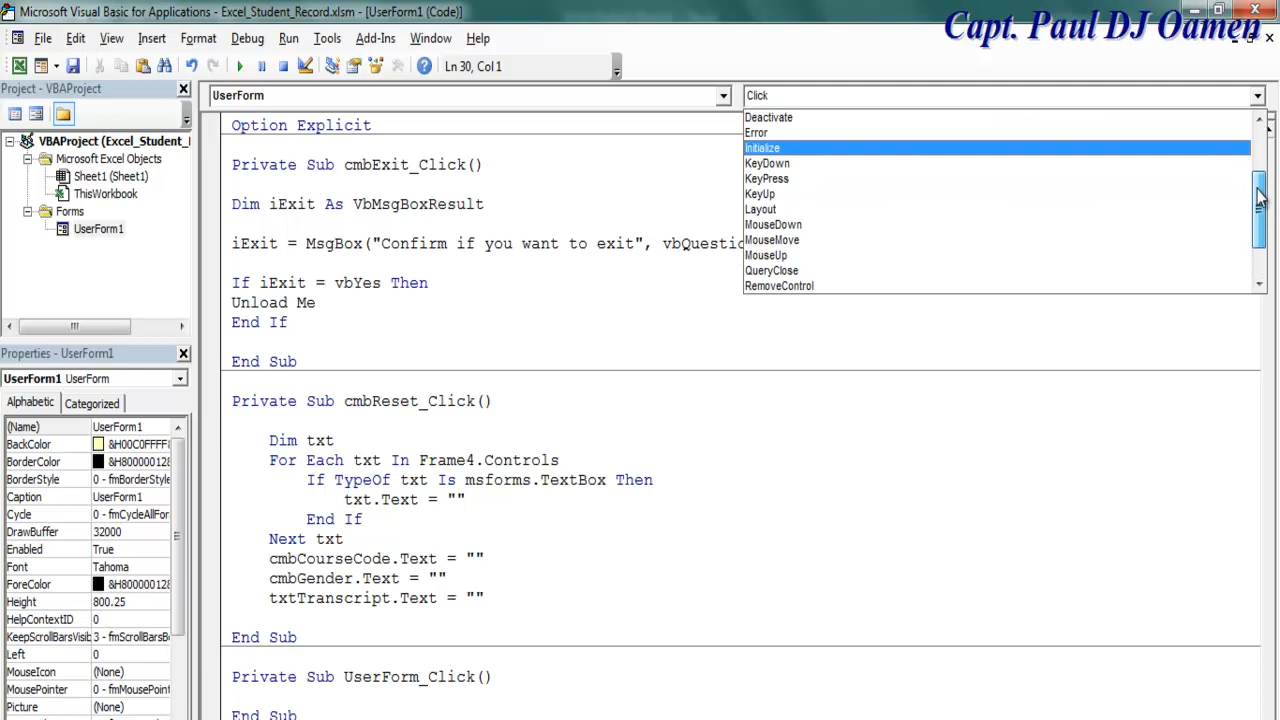 Microsoft Visual Basic for Applications - Excel_Student_Record.xlsm - [UserForm1 (Code)]
Capt. Paul DJ Oamen
File Edit View Insert Format Debug Run Tools Add-Ins Window Help
Ln 30, Col 1
Project - VBAProject
UserForm
Click
VBAProject (Excel_Student_R
Microsoft Excel Objects
Sheet1 (Sheet1)
ThisWorkbook
Forms
UserForm1
Properties - UserForm1
UserForm1 UserForm
Alphabetic Categorized
(Name) UserForm1
BackColor &H00C0FFFF
BorderColor &H80000012
BorderStyle 0 - fmBorderStyle
Caption UserForm1
Cycle 0 - fmCycleAllFor
DrawBuffer 32000
Enabled True
Font Tahoma
ForeColor &H80000012
Height 800.25
HelpContextID 0
KeepScrollBarsVisib 3 - fmScrollBarsB
Left 0
MouseIcon (None)
MousePointer 0 - fmMousePoint
Picture (None)
Option Explicit
Private Sub cmbExit_Click()
Dim iExit As VbMsgBoxResult
iExit = MsgBox("Confirm if you want to exit", vbQuestio
If iExit = vbYes Then
Unload Me
End If
End Sub
Private Sub cmbReset_Click()
Dim txt
For Each txt In Frame4.Controls
If TypeOf txt Is msforms.TextBox Then
txt.Text = ""
End If
Next txt
cmbCourseCode.Text = ""
cmbGender.Text = ""
txtTranscript.Text = ""
End Sub
Private Sub UserForm_Click()
End Sub
Deactivate
Error
Initialize
KeyDown
KeyPress
KeyUp
Layout
MouseDown
MouseMove
MouseUp
QueryClose
RemoveControl